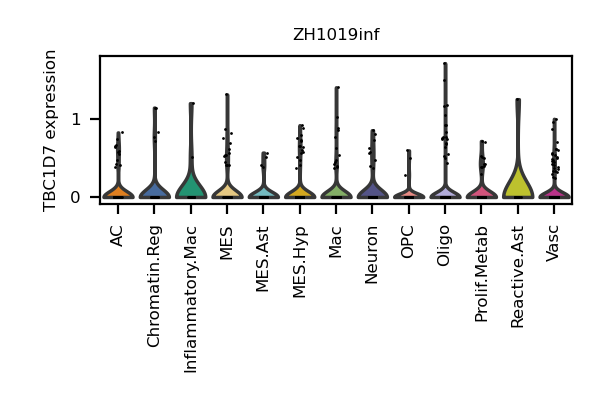 ZH1019inf
TBC1D7 expression
1
0
AC
Chromatin.Reg
Inflammatory.Mac
MES
MES.Ast
MES.Hyp
Mac
Neuron
OPC
Oligo
Prolif.Metab
Reactive.Ast
Vasc